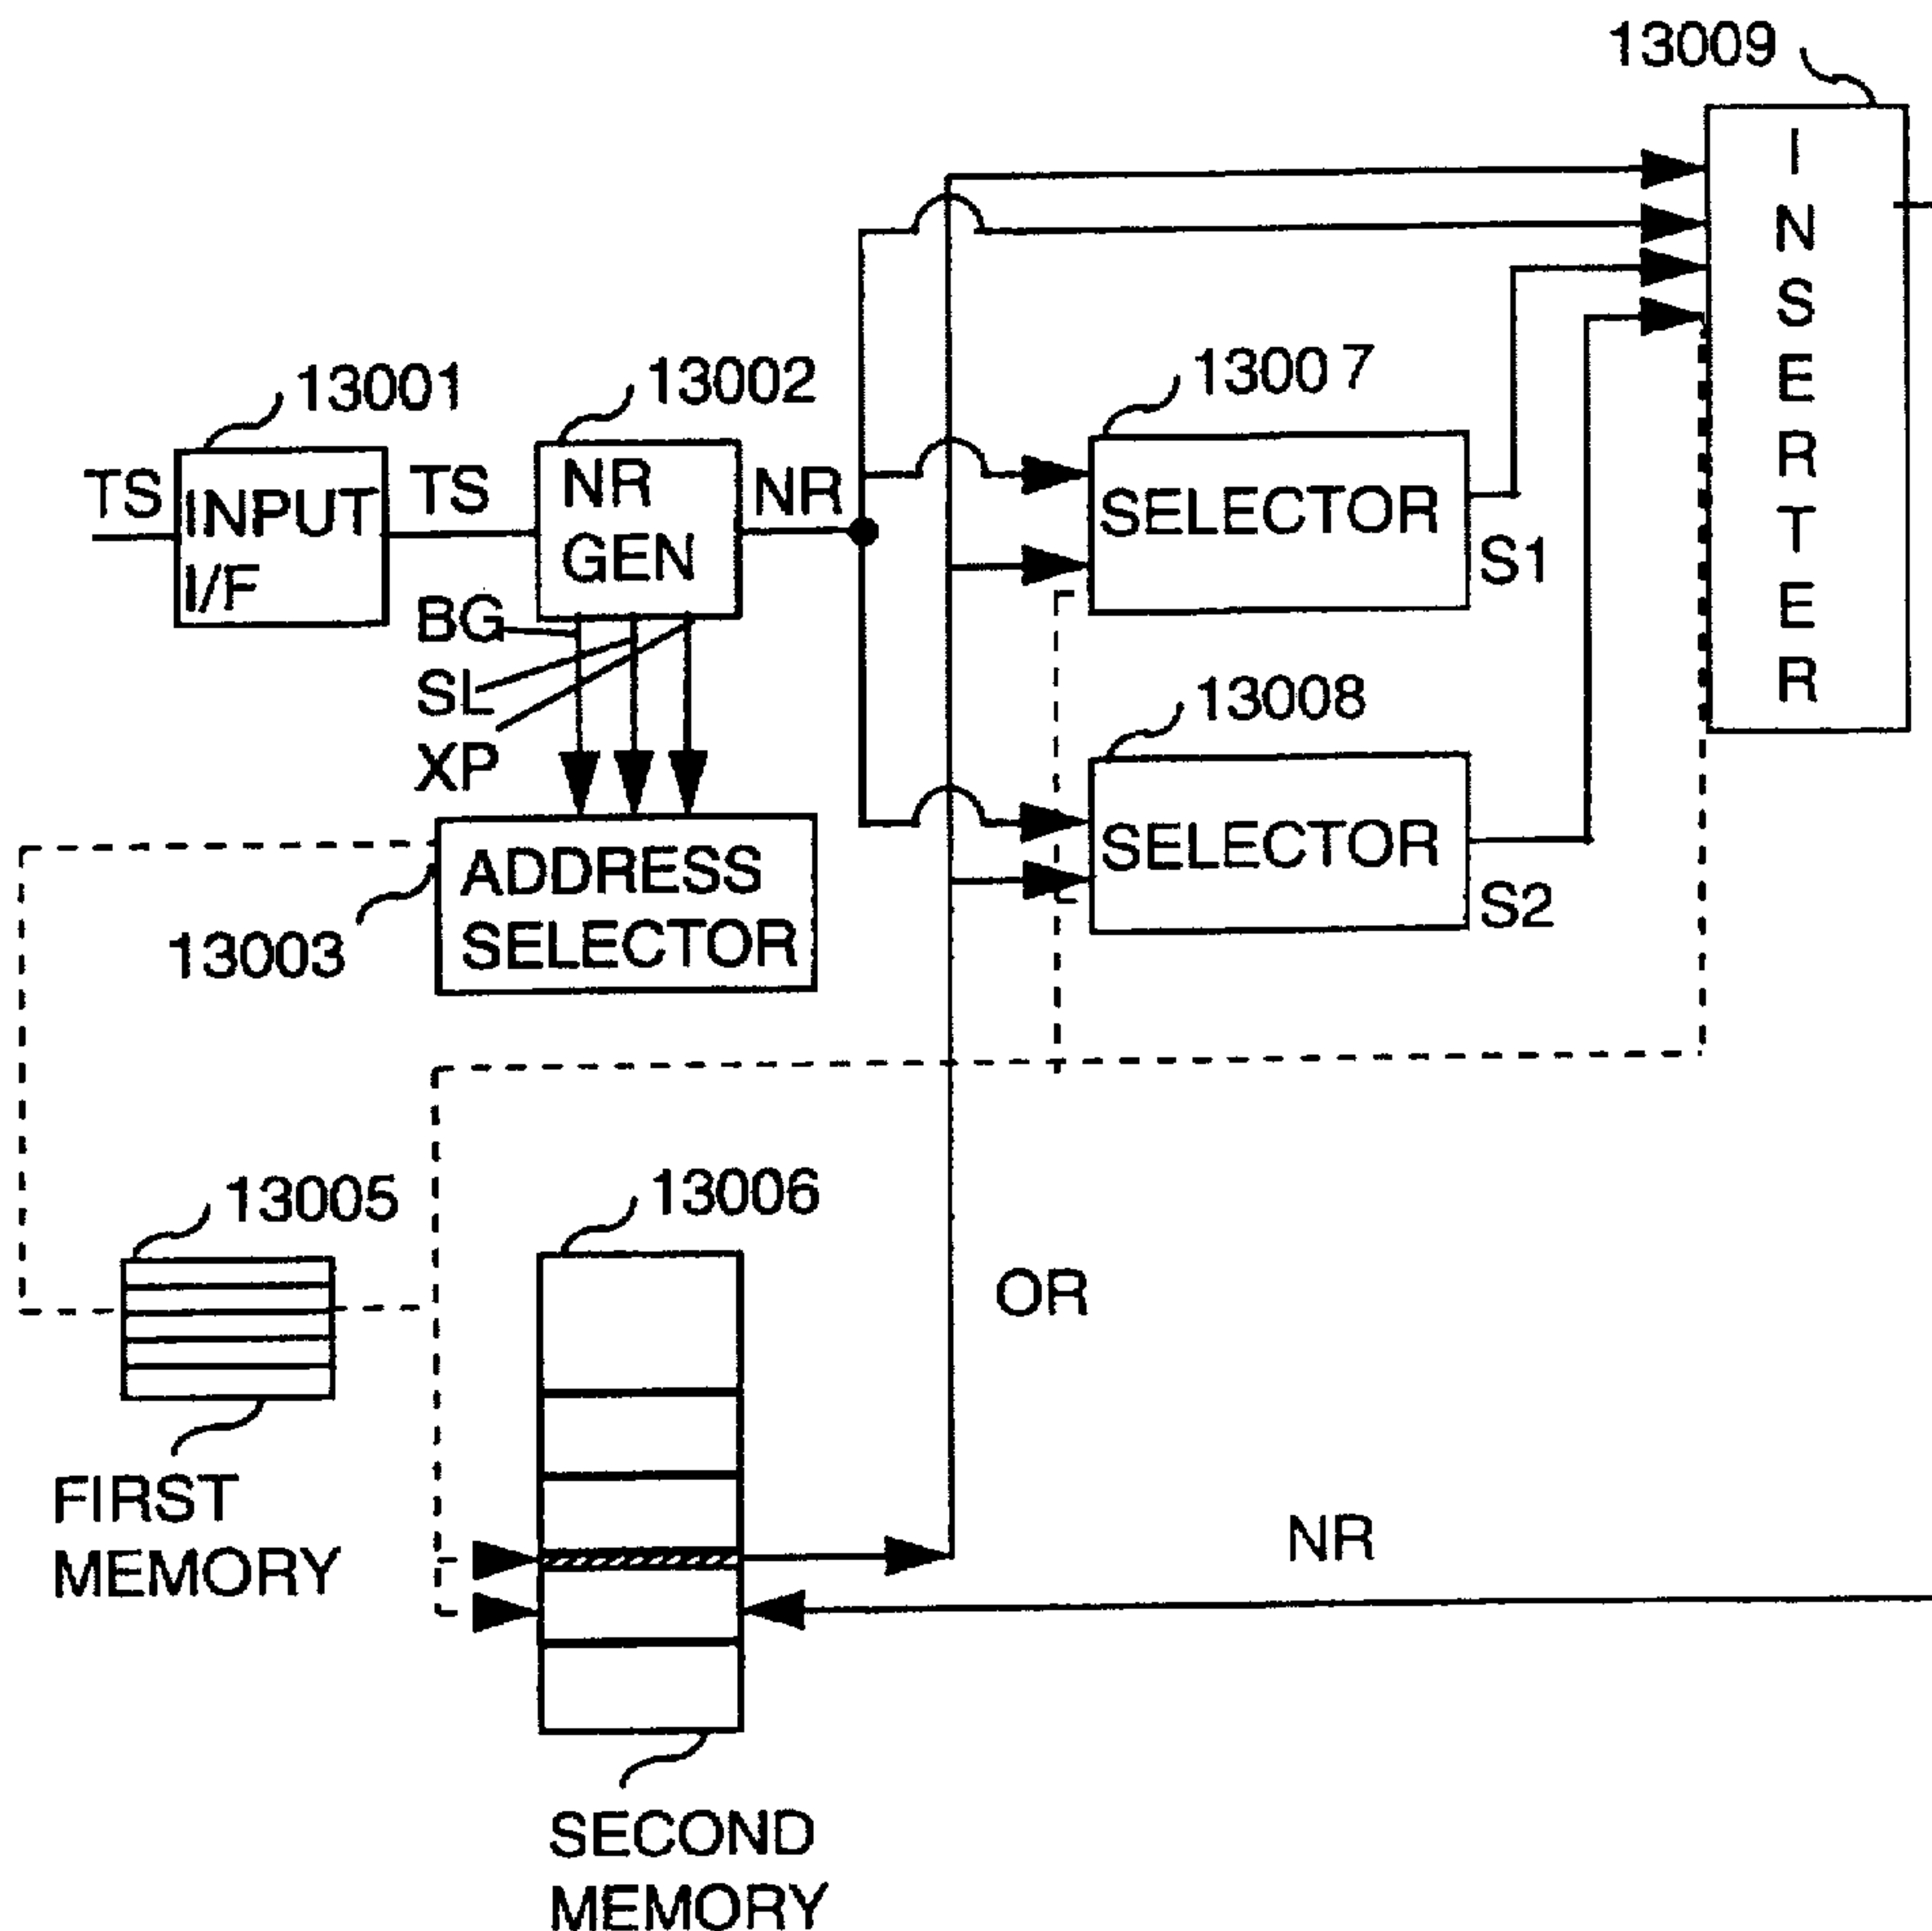 13009
I
N
S
E
R
T
E
R
13001
13002
13007
TS
INPUT
I/F
TS
NR
GEN
NR
SELECTOR
S1
BG
SL
XP
13008
SELECTOR
S2
ADDRESS
SELECTOR
13003
13005
13006
OR
FIRST
MEMORY
NR
SECOND
MEMORY